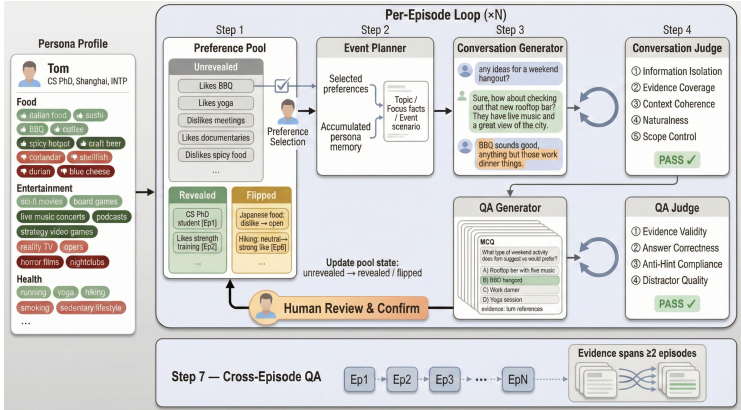 Per-Episode Loop (×N)
Persona Profile
Tom
CS PhD, Shanghai, INTP
Food
italian food
sushi
BBQ
coffee
spicy hotpot
craft beer
corlandar
shellfish
durian
blue cheese
Entertainment
sci-fi movies
board games
live music concerts
podcasts
strategy video games
reality TV
opers
horror films
nightclubs
Health
running
yoga
hiking
smoking
sedentary lifestyle
...
Step 1
Preference Pool
Unrevealed
Likes BBQ
Likes yoga
Dislikes meetings
Likes documentaries
Dislikes spicy food
...
Preference
Selection
Revealed
CS PhD
student [Ep1]
Likes strength
training [Ep2]
...
Flipped
Japanese food:
dislike → open
Hiking: neutral→
strong like [Ep6]
...
Step 2
Event Planner
Selected
preferences
Accumulated
persona
memory
Topic /
Focus facts
/ Event
scenario
Step 3
Conversation Generator
any ideas for a weekend
hangout?
Sure, how about checking
out that new rooftop bar?
They have live music and
a great view of the city.
BBQ sounds good,
anything but those work
dinner things.
Step 4
Conversation Judge
① Information Isolation
② Evidence Coverage
③ Context Coherence
④ Naturalness
⑤ Scope Control
PASS ✓
QA Generator
MCQ
What type of weekend activity
does form suggest we would prefer?
A) Rooftop ber with five music
B) BBO hangord
C) Work damer
D) Yoga session
evidence: lum references
QA Judge
① Evidence Validity
② Answer Correctness
③ Anti-Hint Compliance
④ Distractor Quality
PASS ✓
Update pool state:
unrevealed → revealed / flipped
Human Review & Confirm
Step 7 — Cross-Episode QA
Ep1
Ep2
Ep3
...
EpN
Evidence spans ≥2 episodes